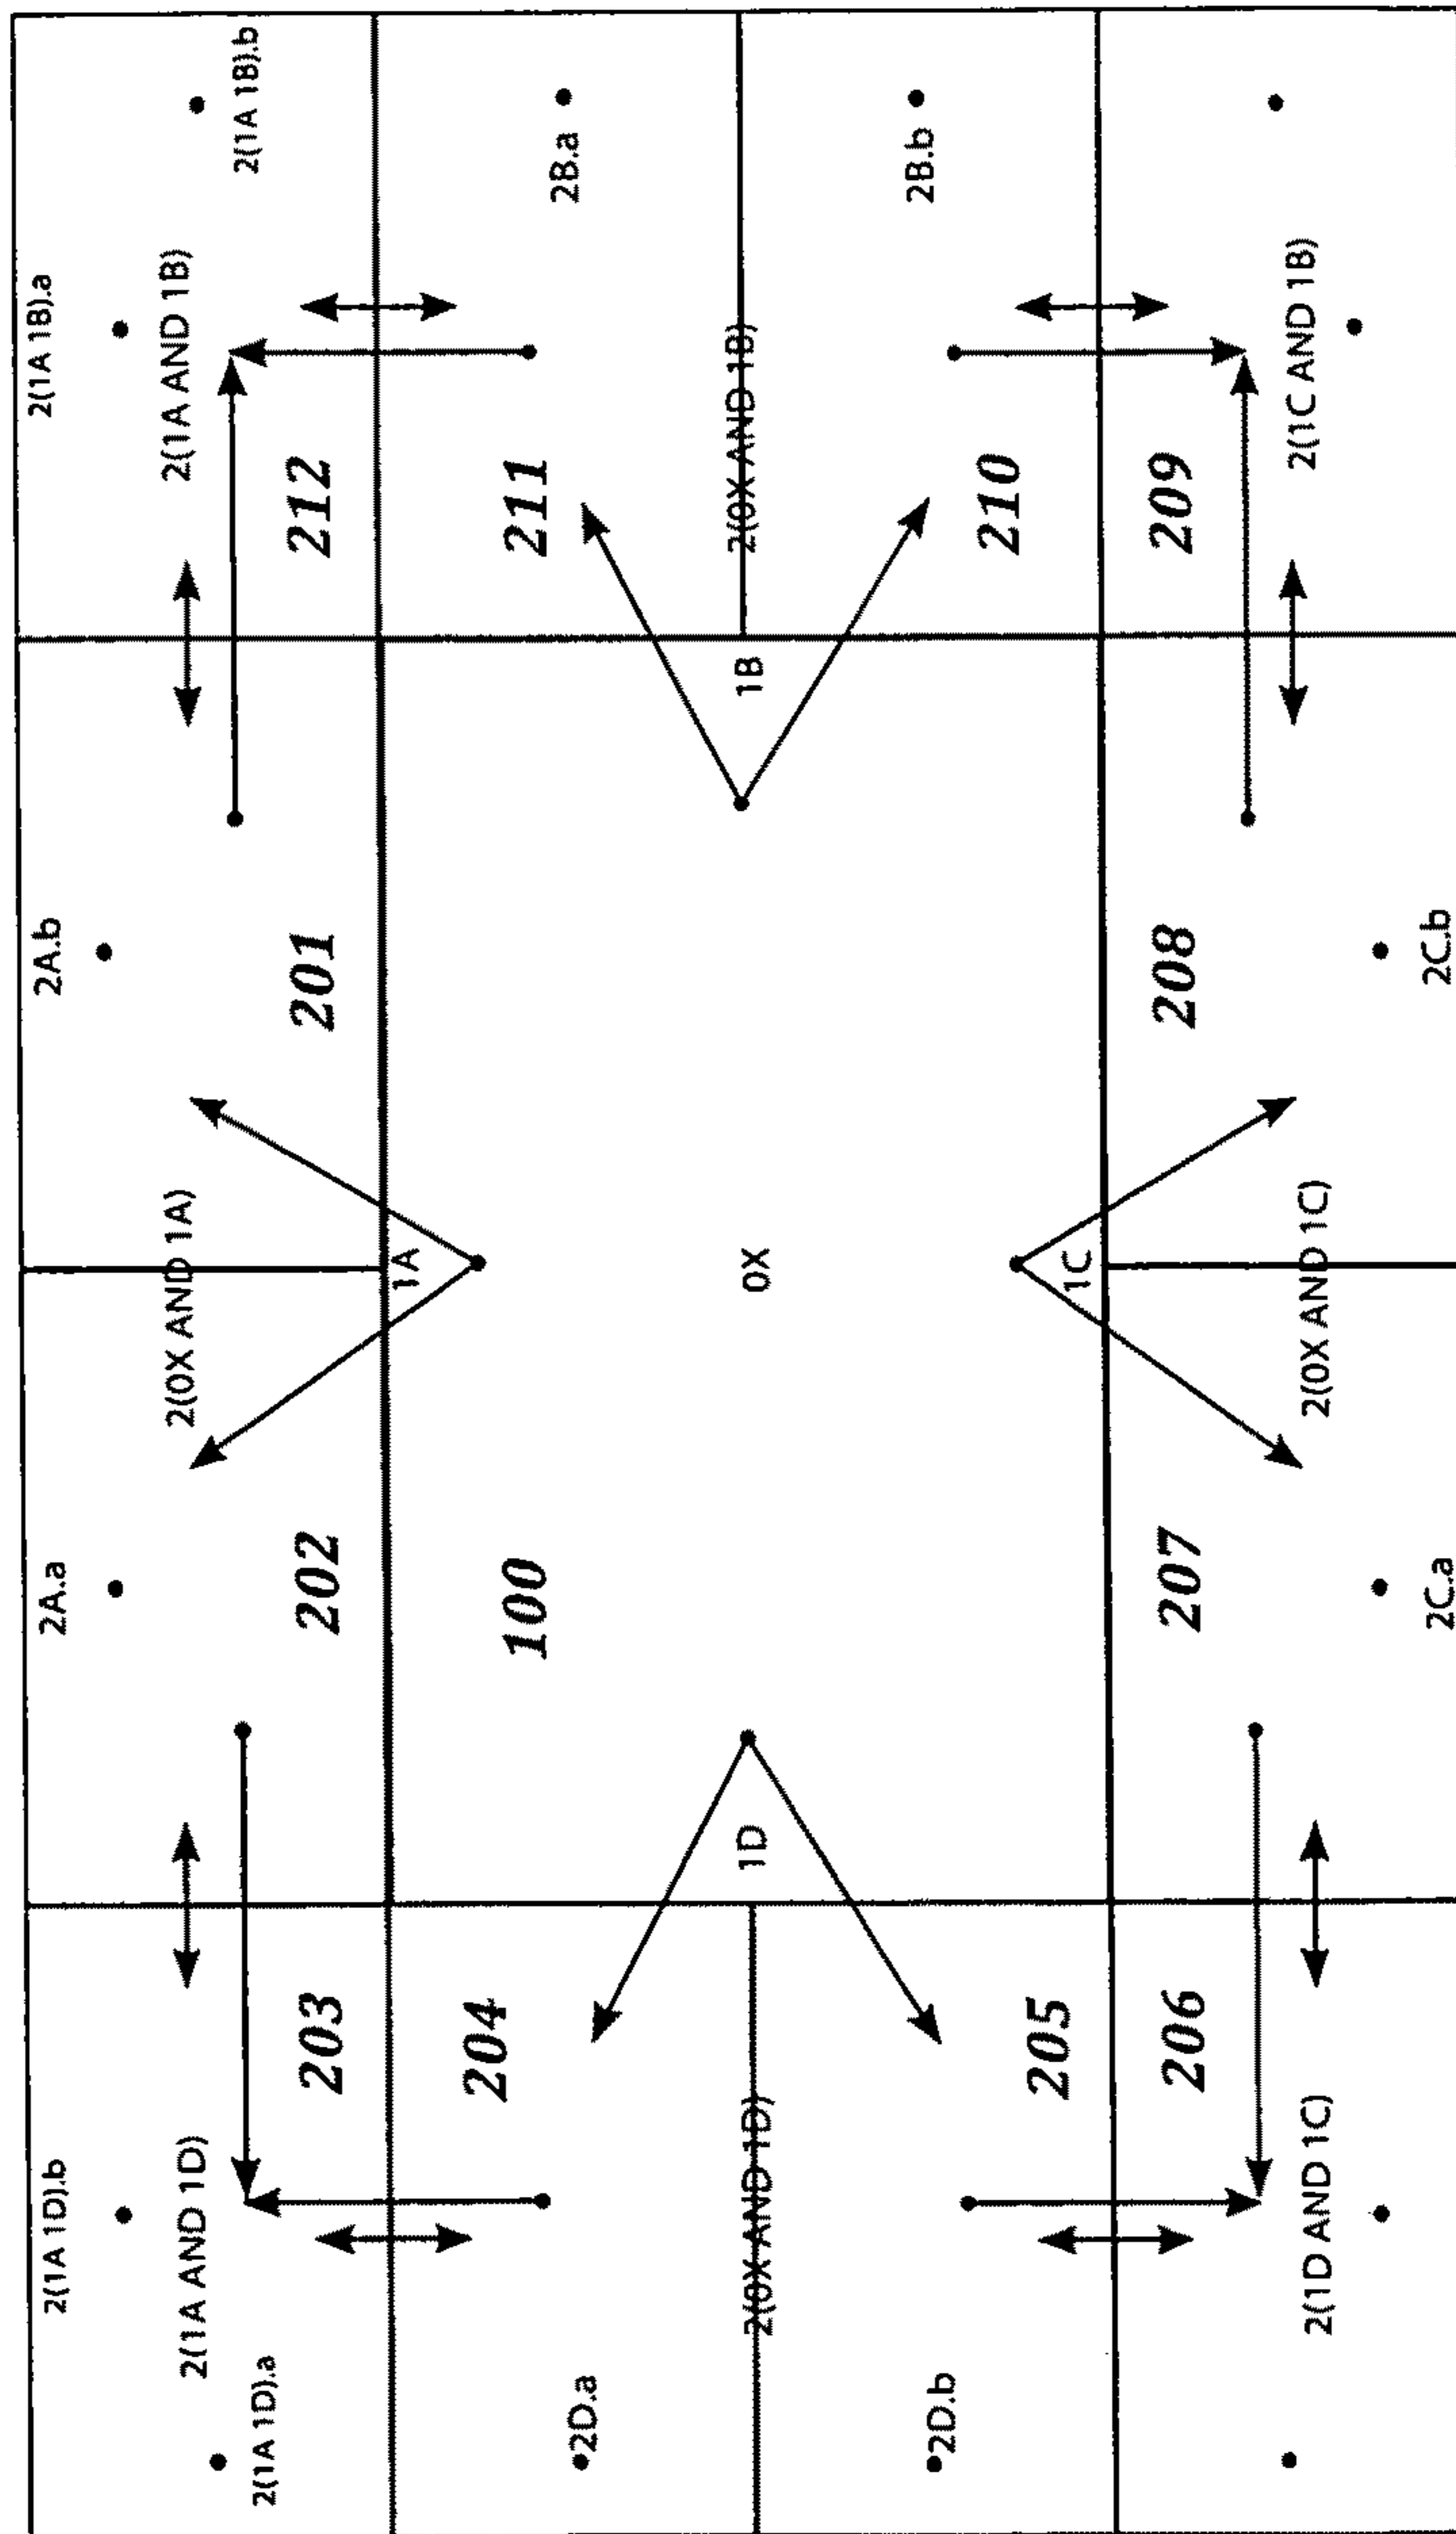 2(1A 1D).b
2A.a
2A.b
2(1A 1B).a
2(1A AND 1D)
2(0X AND 1A)
2(1A AND 1B)
2(1A 1D).a
2(1A 1B).b
203
202
201
212
1A
204
100
211
2D.a
2B.a
2(0X AND 1D)
1D
0X
1B
2(0X AND 1B)
2D.b
2B.b
205
210
1C
206
207
208
209
2(1D AND 1C)
2(0X AND 1C)
2(1C AND 1B)
2C.a
2C.b